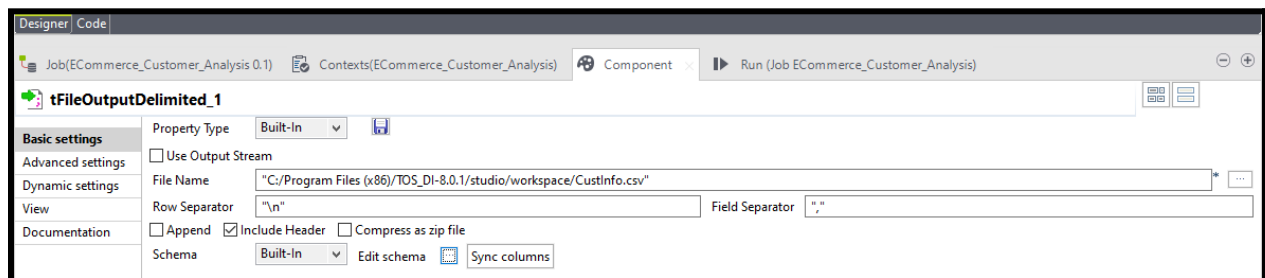 Designer Code
Job(ECommerce_Customer_Analysis 0.1) Contexts(ECommerce_Customer_Analysis) Component Run (Job ECommerce_Customer_Analysis)
tFileOutputDelimited_1
Basic settings
Advanced settings
Dynamic settings
View
Documentation
Property Type Built-In
Use Output Stream
File Name "C:/Program Files (x86)/TOS_DI-8.0.1/studio/workspace/CustInfo.csv" * ...
Row Separator "\n" Field Separator ","
Append Include Header Compress as zip file
Schema Built-In Edit schema ... Sync columns